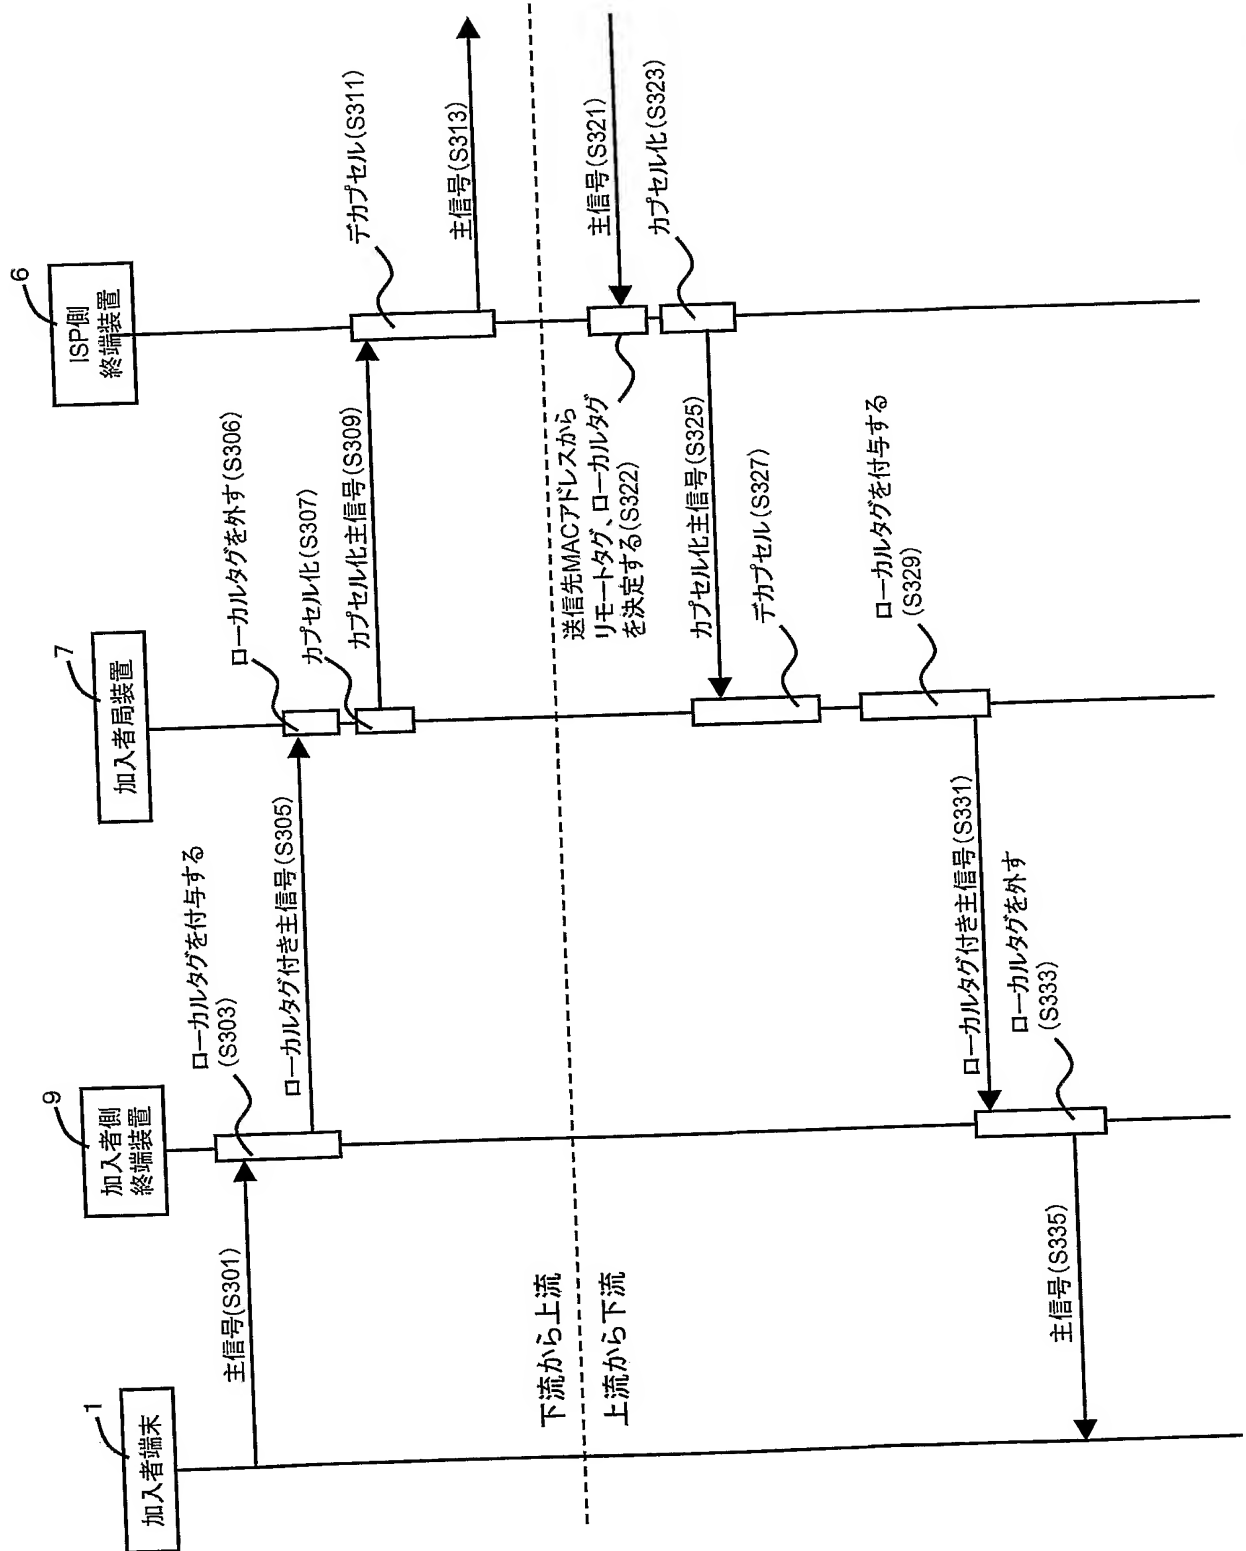 1
加入者端末
9
加入者側
終端装置
7
加入者局装置
6
ISP側
終端装置
主信号(S301)
ローカルタグを付与する
(S303)
ローカルタグ付き主信号(S305)
ローカルタグを外す(S306)
カプセル化(S307)
カプセル化主信号(S309)
デカプセル(S311)
主信号(S313)
下流から上流
上流から下流
主信号(S321)
送信先MACアドレスから
リモートタグ、ローカルタグ
を決定する(S322)
カプセル化(S323)
カプセル化主信号(S325)
デカプセル(S327)
ローカルタグを付与する
(S329)
ローカルタグ付き主信号(S331)
ローカルタグを外す
(S333)
主信号(S335)